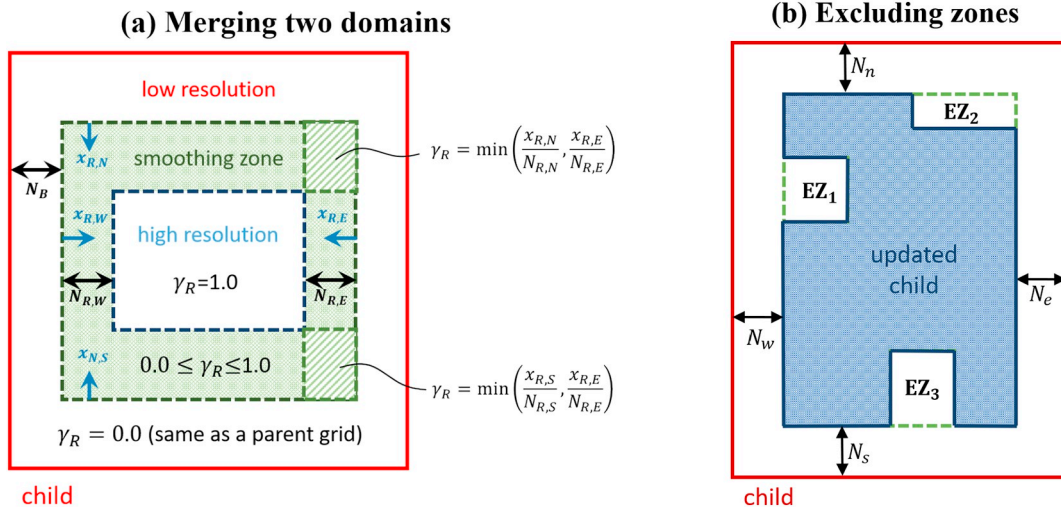 (a) Merging two domains
low resolution
x_{R,N}
smoothing zone
γ_R = min(x_{R,N}/N_{R,N}, x_{R,E}/N_{R,E})
N_B
x_{R,W}
high resolution
x_{R,E}
γ_R=1.0
N_{R,W}
N_{R,E}
x_{N,S}
0.0 ≤ γ_R≤1.0
γ_R = min(x_{R,S}/N_{R,S}, x_{R,E}/N_{R,E})
γ_R = 0.0 (same as a parent grid)
child
(b) Excluding zones
N_n
EZ_2
EZ_1
updated
child
N_e
N_w
EZ_3
N_s
child